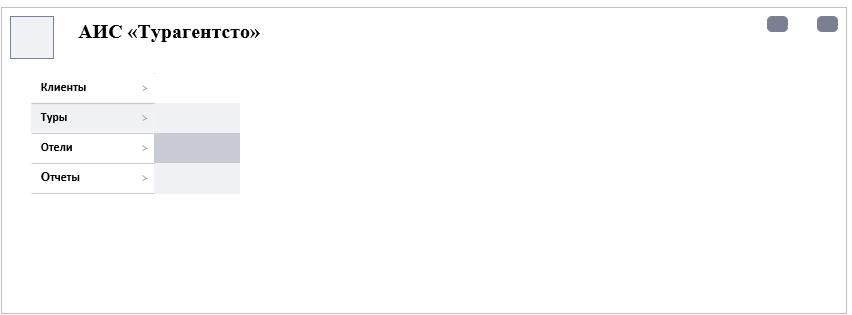 АИС «Турагентсто»
Клиенты >
Туры >
Отели >
Отчеты >